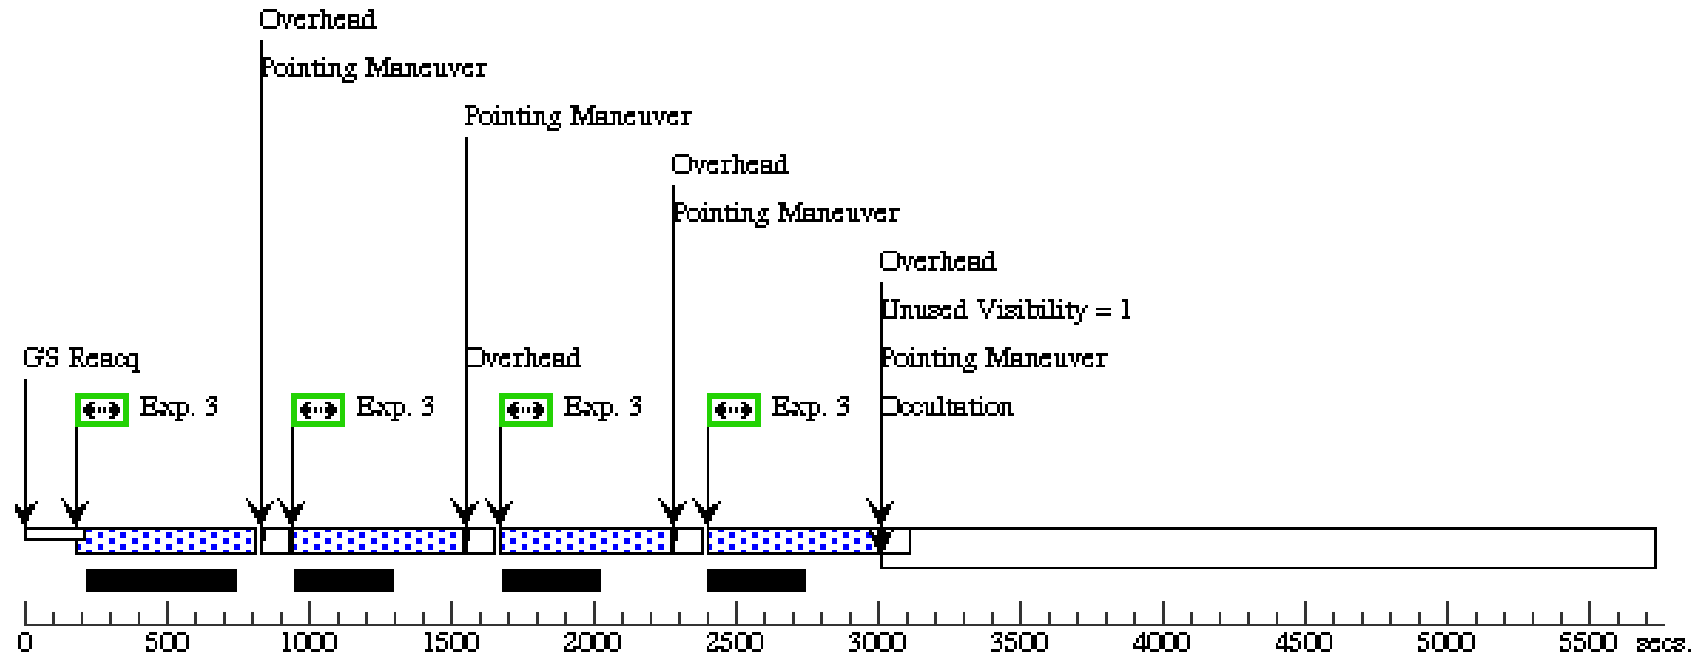 Overhead
Pointing Maneuver
Pointing Maneuver
Overhead
Pointing Maneuver
Overhead
Unused Visibility = 1
GS Reacq
Overhead
Pointing Maneuver
Exp. 3
Exp. 3
Exp. 3
Exp. 3
Occultation
0 500 1000 1500 2000 2500 3000 3500 4000 4500 5000 5500 secs.